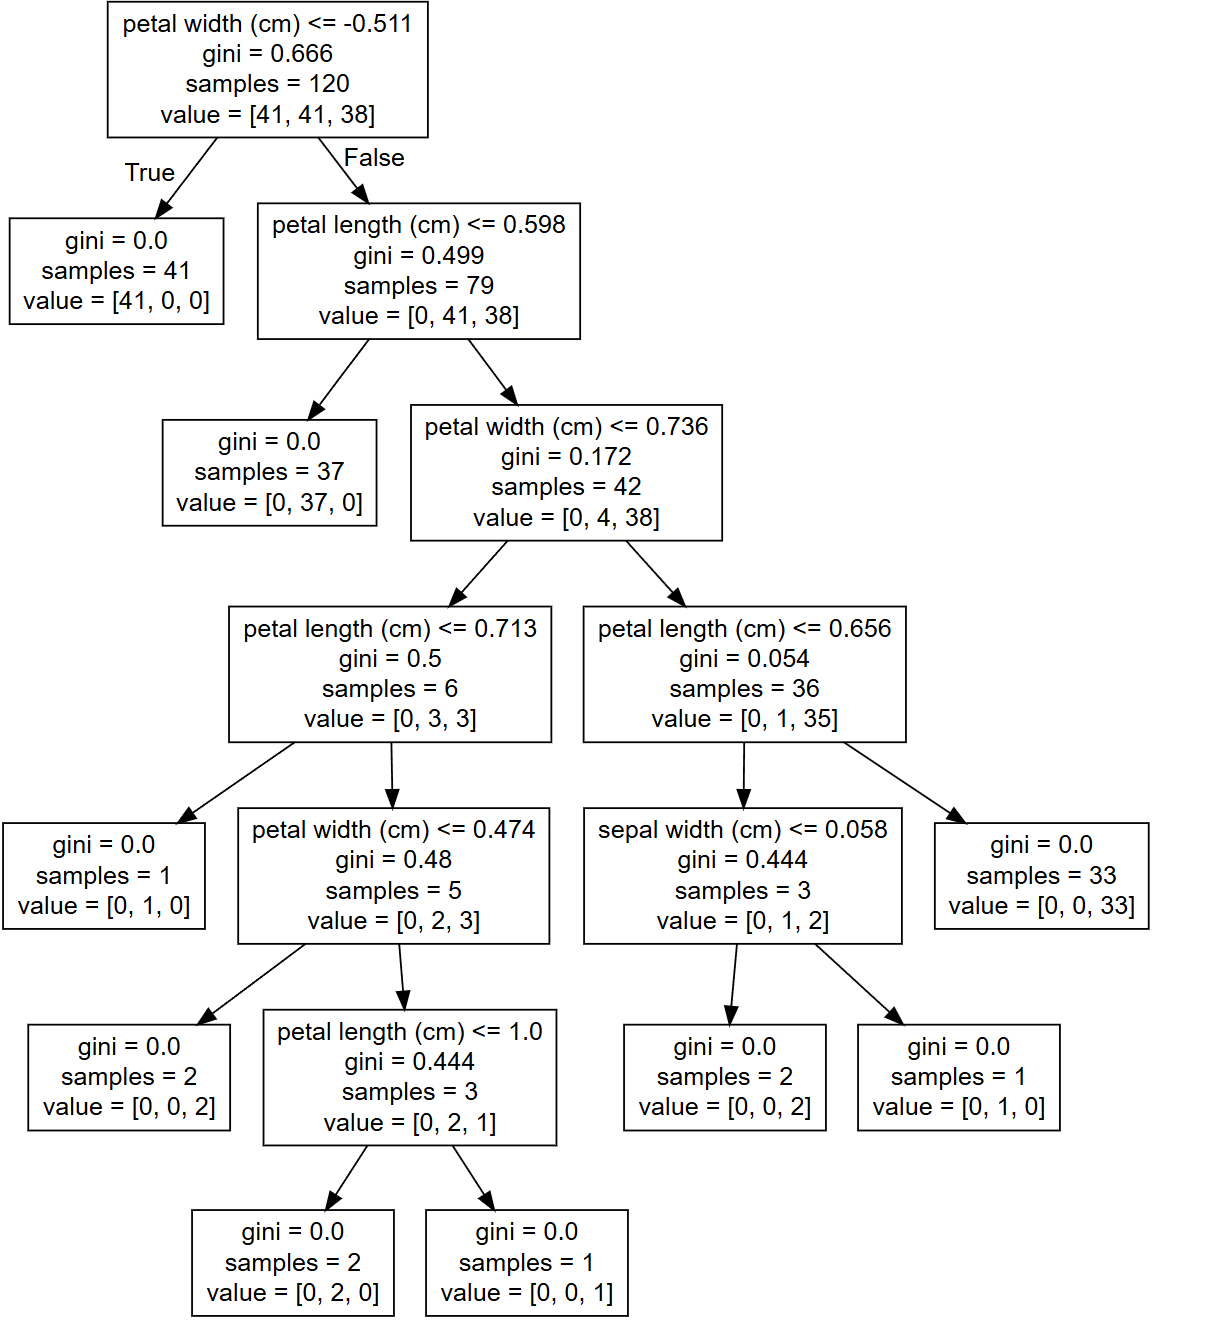 petal width (cm) <= -0.511
gini = 0.666
samples = 120
value = [41, 41, 38]
True
False
gini = 0.0
samples = 41
value = [41, 0, 0]
petal length (cm) <= 0.598
gini = 0.499
samples = 79
value = [0, 41, 38]
gini = 0.0
samples = 37
value = [0, 37, 0]
petal width (cm) <= 0.736
gini = 0.172
samples = 42
value = [0, 4, 38]
petal length (cm) <= 0.713
gini = 0.5
samples = 6
value = [0, 3, 3]
petal length (cm) <= 0.656
gini = 0.054
samples = 36
value = [0, 1, 35]
gini = 0.0
samples = 1
value = [0, 1, 0]
petal width (cm) <= 0.474
gini = 0.48
samples = 5
value = [0, 2, 3]
sepal width (cm) <= 0.058
gini = 0.444
samples = 3
value = [0, 1, 2]
gini = 0.0
samples = 33
value = [0, 0, 33]
gini = 0.0
samples = 2
value = [0, 0, 2]
petal length (cm) <= 1.0
gini = 0.444
samples = 3
value = [0, 2, 1]
gini = 0.0
samples = 2
value = [0, 0, 2]
gini = 0.0
samples = 1
value = [0, 1, 0]
gini = 0.0
samples = 2
value = [0, 2, 0]
gini = 0.0
samples = 1
value = [0, 0, 1]